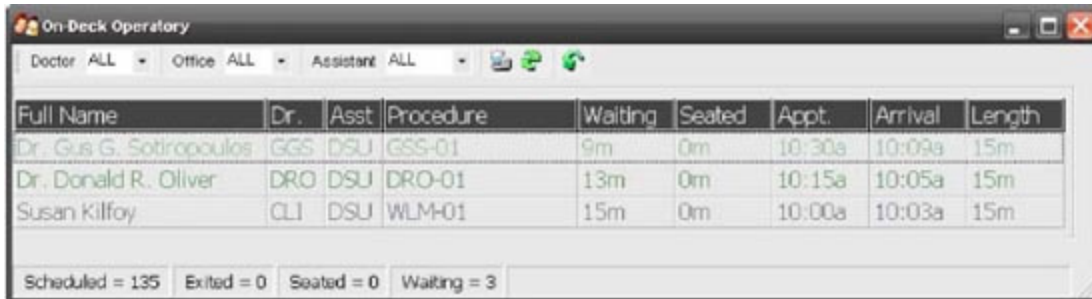 On-Deck Operatory
Doctor ALL Office ALL Assistant ALL
Full Name Dr. Asst Procedure Waiting Seated Appt. Arrival Length
Dr. Gus G. Sotiropoulos GGS DSU GSS-01 9m 0m 10:30a 10:09a 15m
Dr. Donald R. Oliver DRO DSU DRO-01 13m 0m 10:15a 10:05a 15m
Susan Kilfoy CLI DSU WLM-01 15m 0m 10:00a 10:03a 15m
Scheduled = 135 Exited = 0 Seated = 0 Waiting = 3